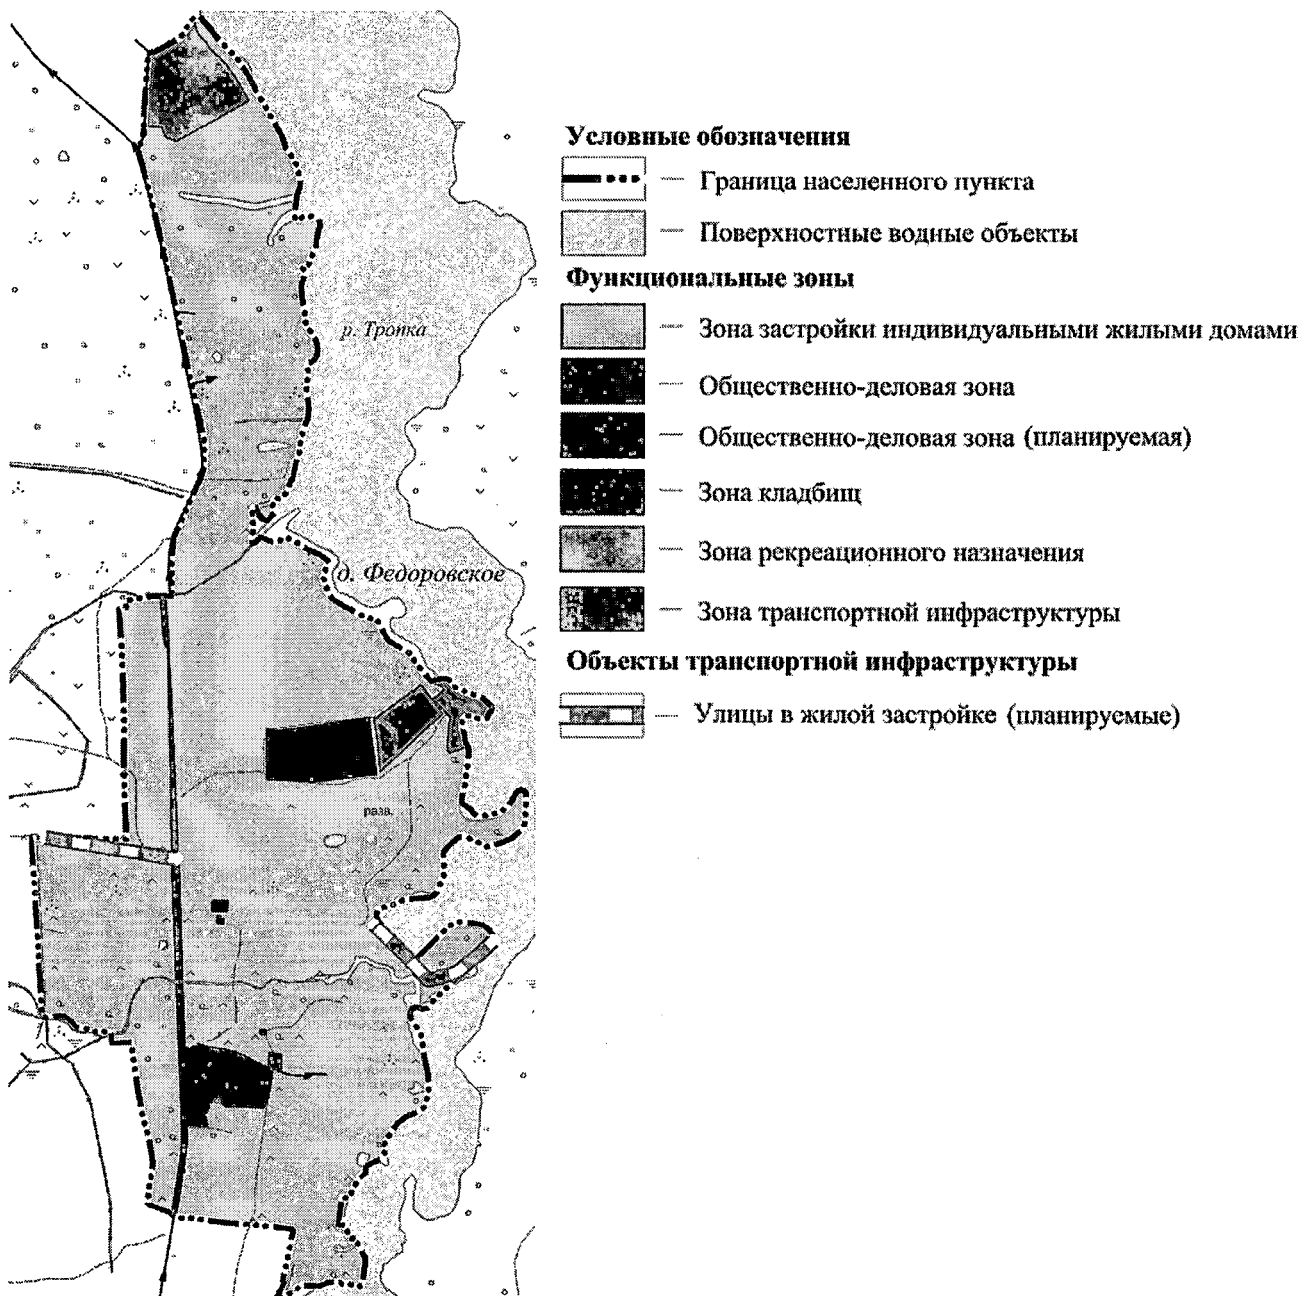 Условные обозначения
— Граница населенного пункта
— Поверхностные водные объекты
Функциональные зоны
— Зона застройки индивидуальными жилыми домами
— Общественно-деловая зона
— Общественно-деловая зона (планируемая)
— Зона кладбищ
— Зона рекреационного назначения
— Зона транспортной инфраструктуры
Объекты транспортной инфраструктуры
— Улицы в жилой застройке (планируемые)
р. Тропка
д. Федоровское
разв.